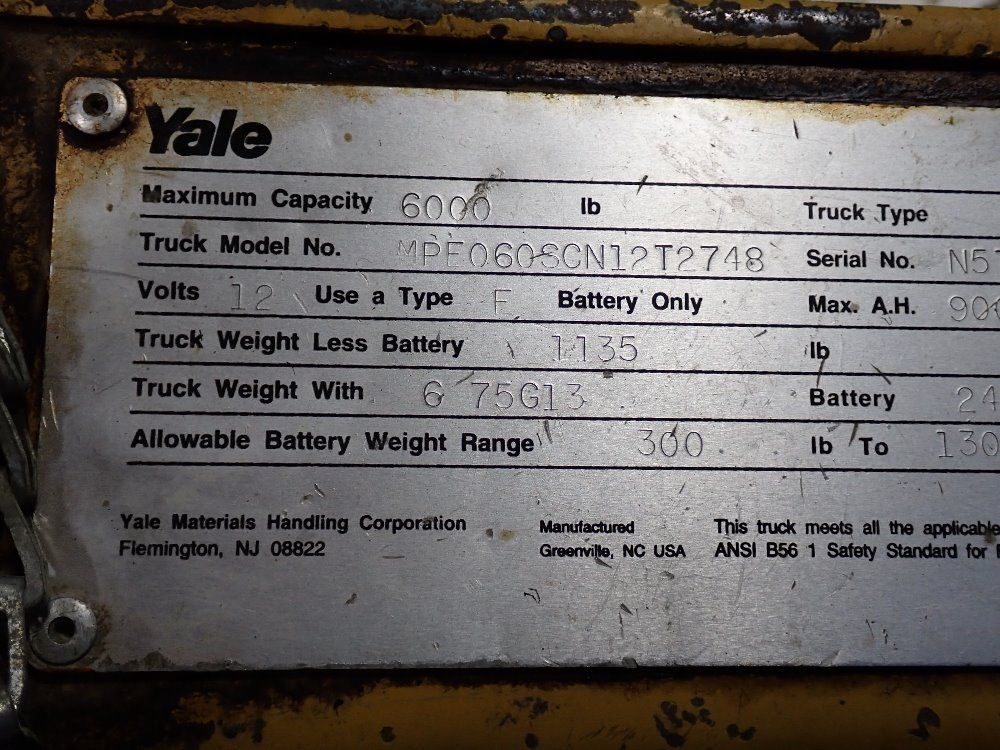 Yale
Maximum Capacity 6000 lb Truck Type
Truck Model No. Serial No.
Volts 12 Use a Type Battery Only Max. A.H.
Truck Weight Less Battery 1135 lb
Truck Weight With 6 75G13 Battery 24
Allowable Battery Weight Range 300 lb To 130
Yale Materials Handling Corporation Manufactured This truck meets all the applicable
Flemington, NJ 08822 Greenville, NC USA ANSI B56 1 Safety Standard for